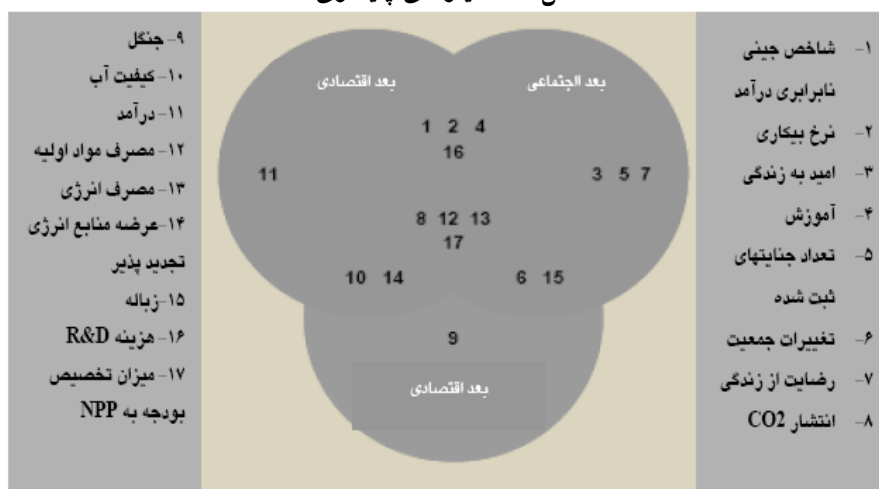 ۱- شاخص جینی
نابرابری درآمد
۲- نرخ بیکاری
۳- امید به زندگی
۴- آموزش
۵- تعداد جنایتهای
ثبت شده
۶- تغییرات جمعیت
۷- رضایت از زندگی
۸- انتشار CO2
بعد ااجتماعی
بعد اقتصادی
1 2 4
16
11
3 5 7
8 12 13
17
10 14
6 15
9
بعد اقتصادی
۹- جنگل
۱۰- کیفیت آب
۱۱- درآمد
۱۲- مصرف مواد اولیه
۱۳- مصرف انرژی
۱۴-عرضه منابع انرژی
تجدید پذیر
۱۵-زباله
۱۶- هزینه R&D
۱۷- میزان تخصیص
بودجه به NPP